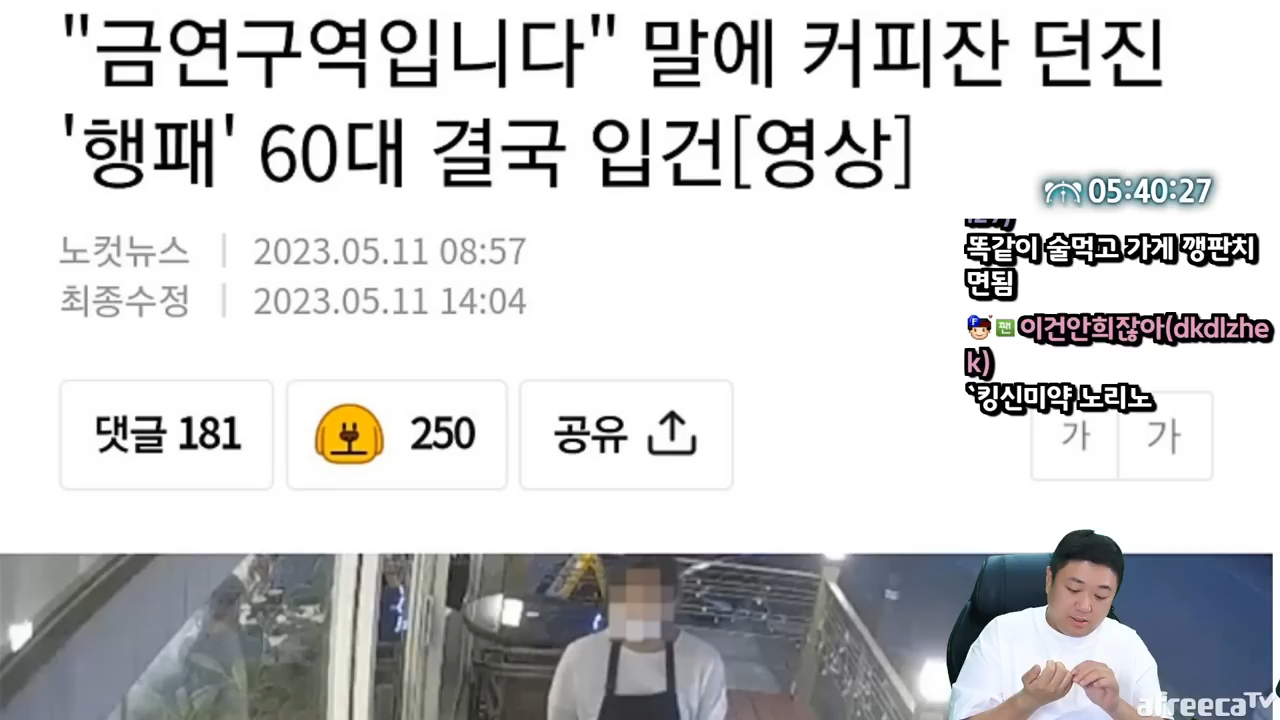 "금연구역입니다" 말에 커피잔 던진
'행패' 60대 결국 입건[영상]
05:40:27
노컷뉴스 | 2023.05.11 08:57
최종수정 | 2023.05.11 14:04
똑같이 술먹고 가게 깽판치
면됨
F 팬 이건안희잖아(dkdlzhe
k)
`킹신미약 노리노
댓글 181
250
공유
가 가
afreecaTV